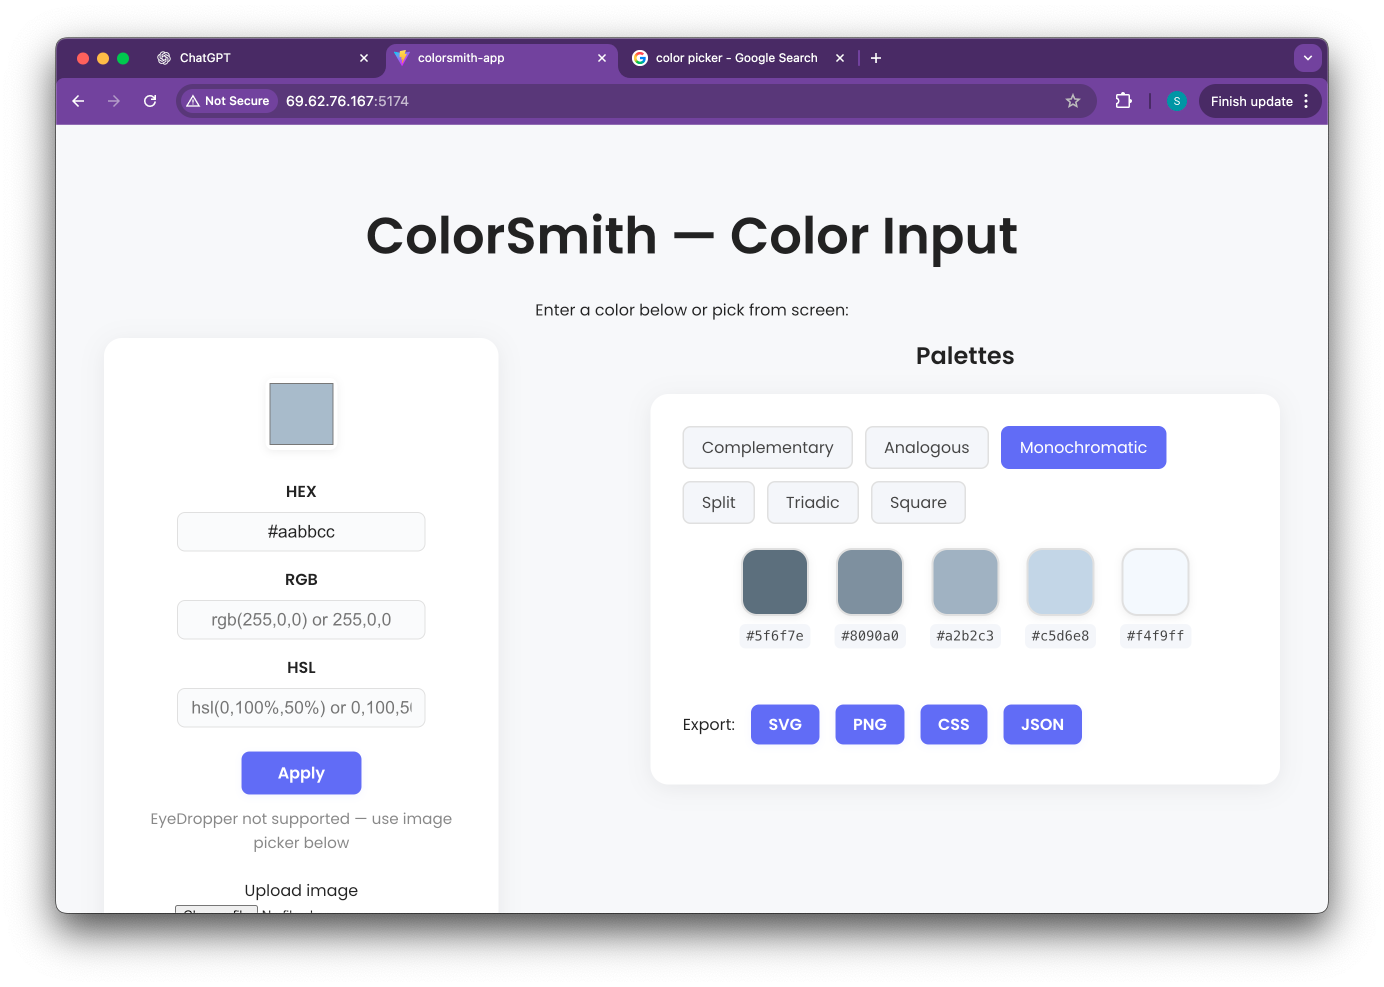 ChatGPT
colorsmith-app
color picker - Google Search
Not Secure
69.62.76.167:5174
S
Finish update
ColorSmith — Color Input
Enter a color below or pick from screen:
HEX
#aabbcc
RGB
rgb(255,0,0) or 255,0,0
HSL
hsl(0,100%,50%) or 0,100,5
Apply
EyeDropper not supported — use image
picker below
Upload image
Palettes
Complementary Analogous Monochromatic
Split Triadic Square
#5f6f7e #8090a0 #a2b2c3 #c5d6e8 #f4f9ff
Export: SVG PNG CSS JSON